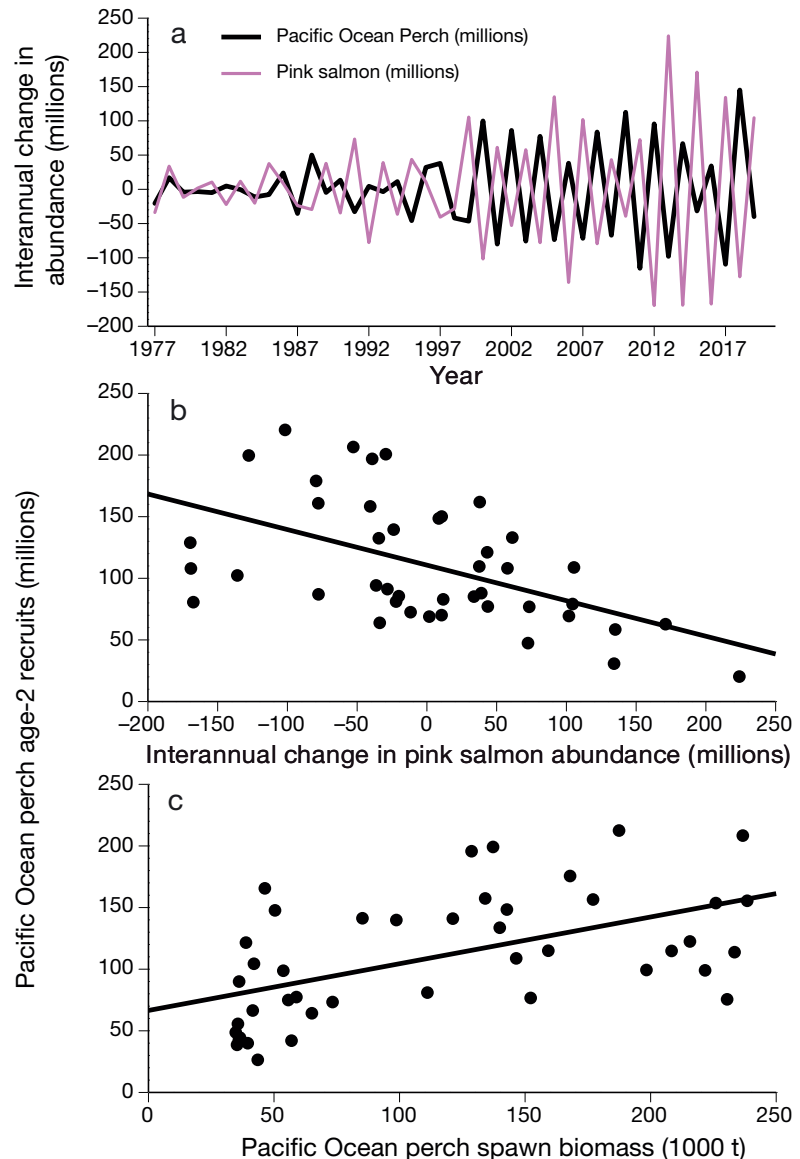 a
Pacific Ocean Perch (millions)
Pink salmon (millions)
Interannual change in
abundance (millions)
250
200
150
100
50
0
−50
−100
−150
−200
1977 1982 1987 1992 1997 2002 2007 2012 2017
Year
Pacific Ocean perch age-2 recruits (millions)
b
250
200
150
100
50
0
−200 −150 −100 −50 0 50 100 150 200 250
Interannual change in pink salmon abundance (millions)
c
250
200
150
100
50
0
0 50 100 150 200 250
Pacific Ocean perch spawn biomass (1000 t)